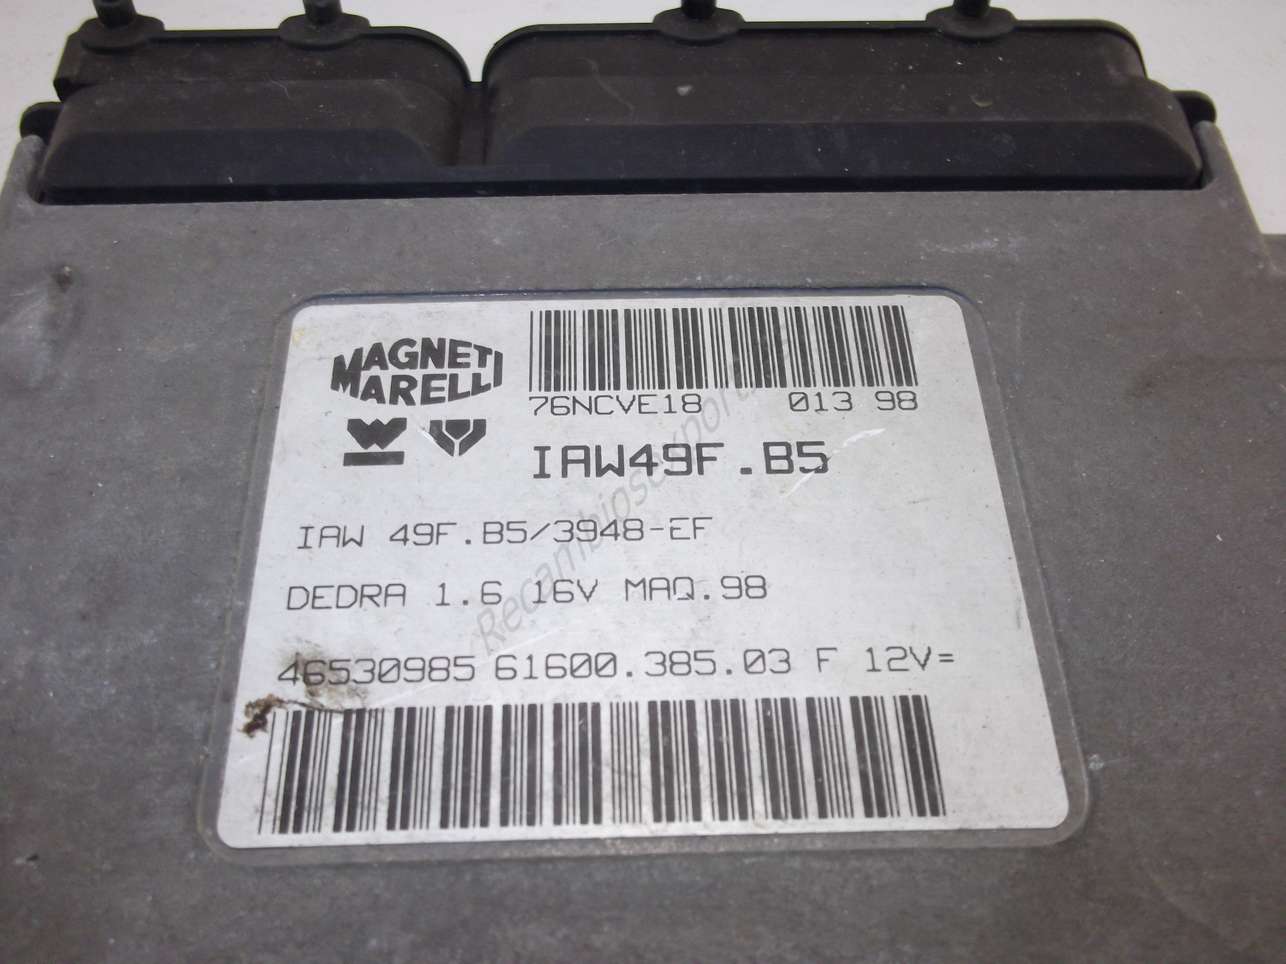 MAGNETI
MARELLI
76NCVE18 013 98
IAW49F.B5
IAW 49F.B5/3948-EF
DEDRA 1.6 16V MAQ.98
46530985 61600.385.03 F 12V=
Recambiosexport